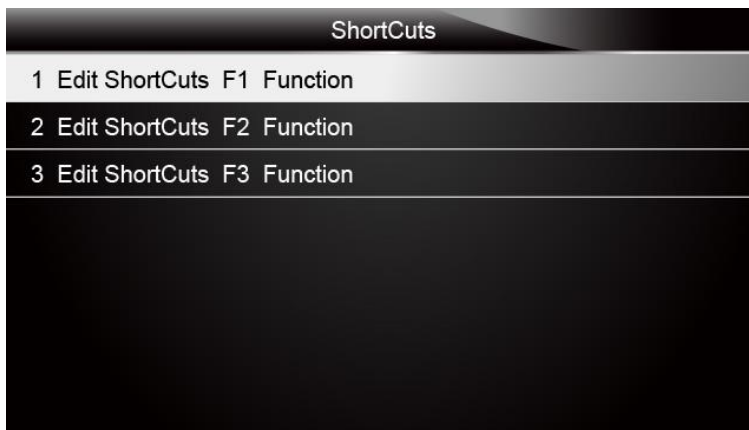 ShortCuts
1 Edit ShortCuts F1 Function
2 Edit ShortCuts F2 Function
3 Edit ShortCuts F3 Function